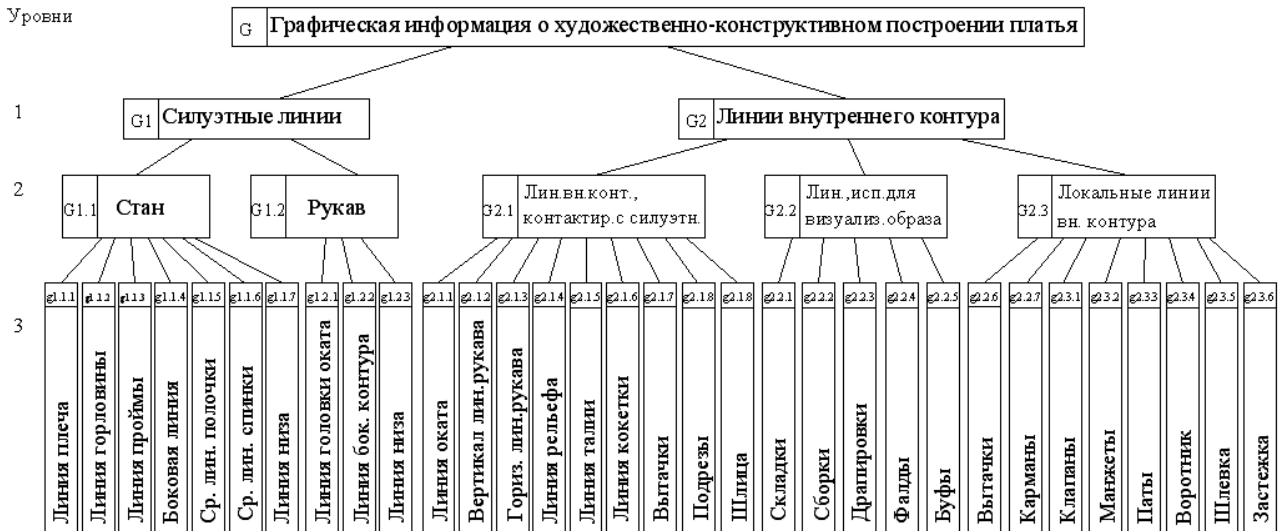 Уровни
G Графическая информация о художественно-конструктивном построении платья
1
G1 Силуэтные линии
G2 Линии внутреннего контура
2
G1.1 Стан
G1.2 Рукав
G2.1 Лин.вн.конт.,
контактир.с силуэтн.
G2.2 Лин.,исп.для
визуализ.образа
G2.3 Локальные линии
вн. контура
3
g1.1.1 Линия плеча
g1.1.2 Линия горловины
g1.1.3 Линия проймы
g1.1.4 Боковая линия
g1.1.5 Ср. лин. полочки
g1.1.6 Ср. лин. спинки
g1.1.7 Линия низа
g1.2.1 Линия головки оката
g1.2.2 Линия бок. контура
g1.2.3 Линия низа
g2.1.1 Линия оката
g2.1.2 Вертикал лин.рукава
g2.1.3 Гориз. лин.рукава
g2.1.4 Линия рельефа
g2.1.5 Линия талии
g2.1.6 Линия кокетки
g2.1.7 Вытачки
g2.1.8 Подрезы
g2.1.8 Шлица
g2.2.1 Складки
g2.2.2 Сборки
g2.2.3 Драпировки
g2.2.4 Фалды
g2.2.5 Буфы
g2.2.6 Вытачки
g2.2.7 Карманы
g2.3.1 Клапаны
g2.3.2 Манжеты
g2.3.3 Паты
g2.3.4 Воротник
g2.3.5 Шлевка
g2.3.6 Застежка